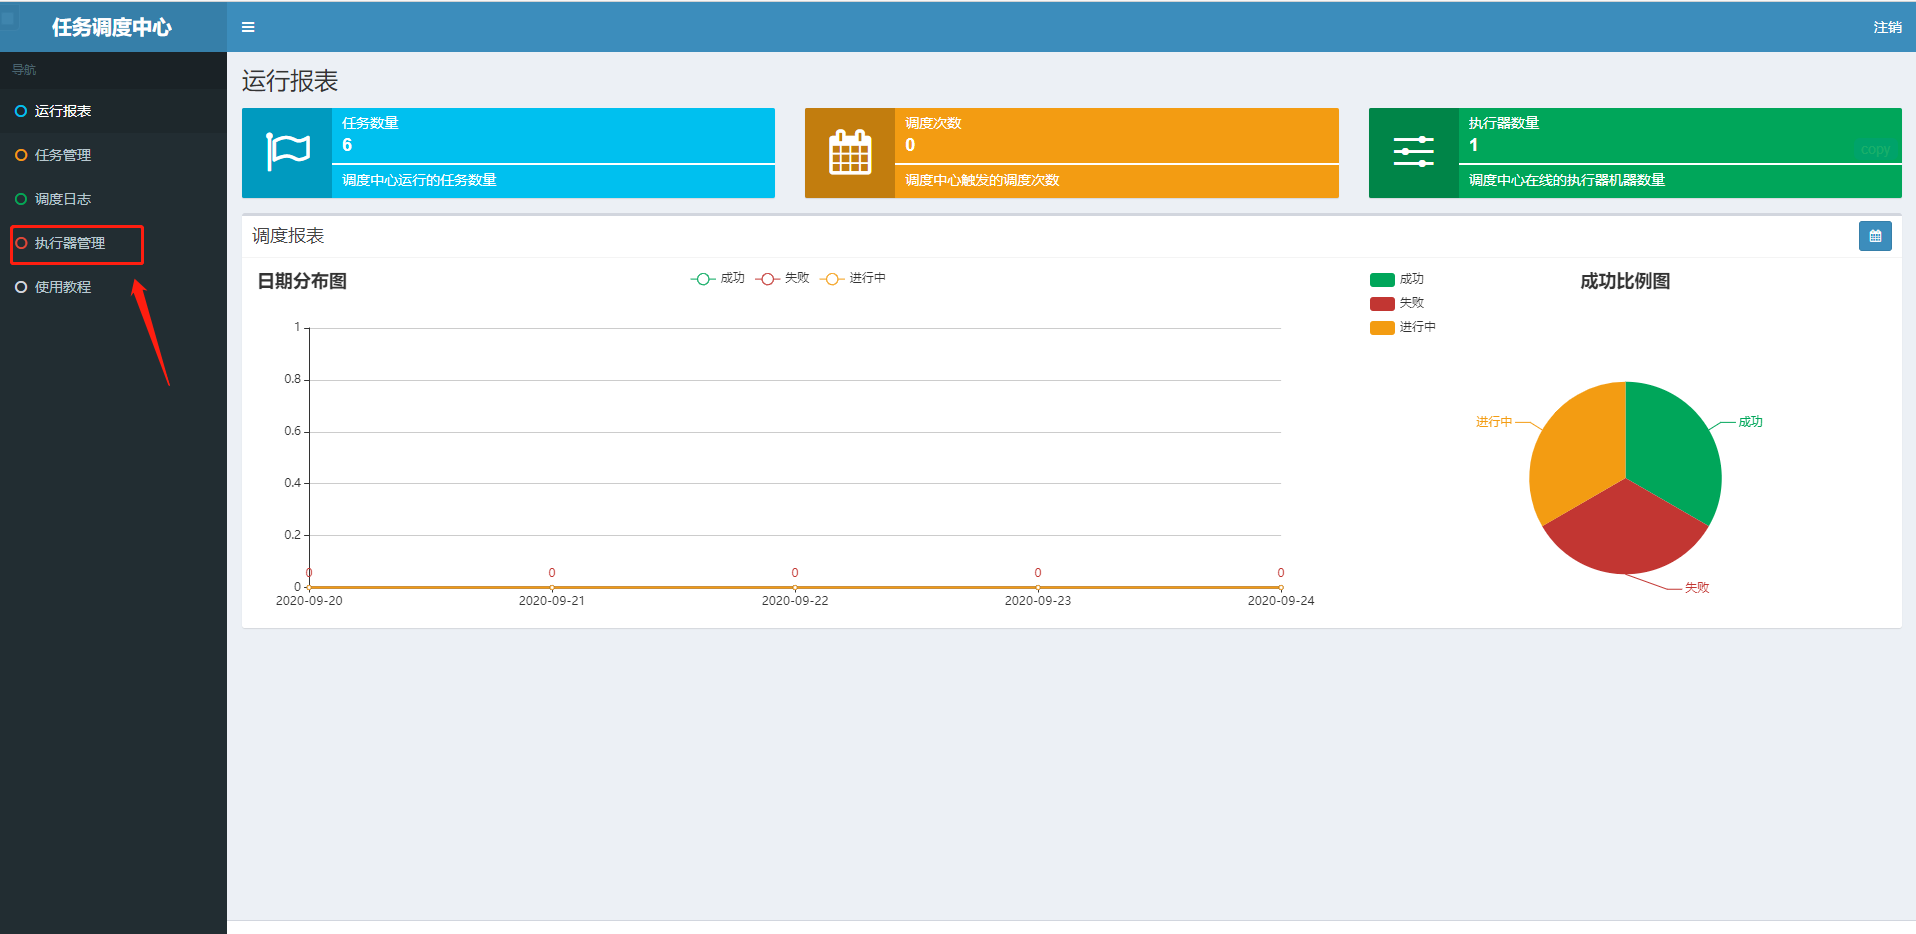 任务调度中心
注销
导航
运行报表
任务管理
调度日志
执行器管理
使用教程
运行报表
任务数量
6
调度中心运行的任务数量
调度次数
0
调度中心触发的调度次数
执行器数量
1
copy
调度中心在线的执行器机器数量
调度报表
日期分布图
成功 失败 进行中
1
0.8
0.6
0.4
0.2
0
0 0 0 0 0
2020-09-20 2020-09-21 2020-09-22 2020-09-23 2020-09-24
成功
失败
进行中
成功比例图
进行中
成功
失败